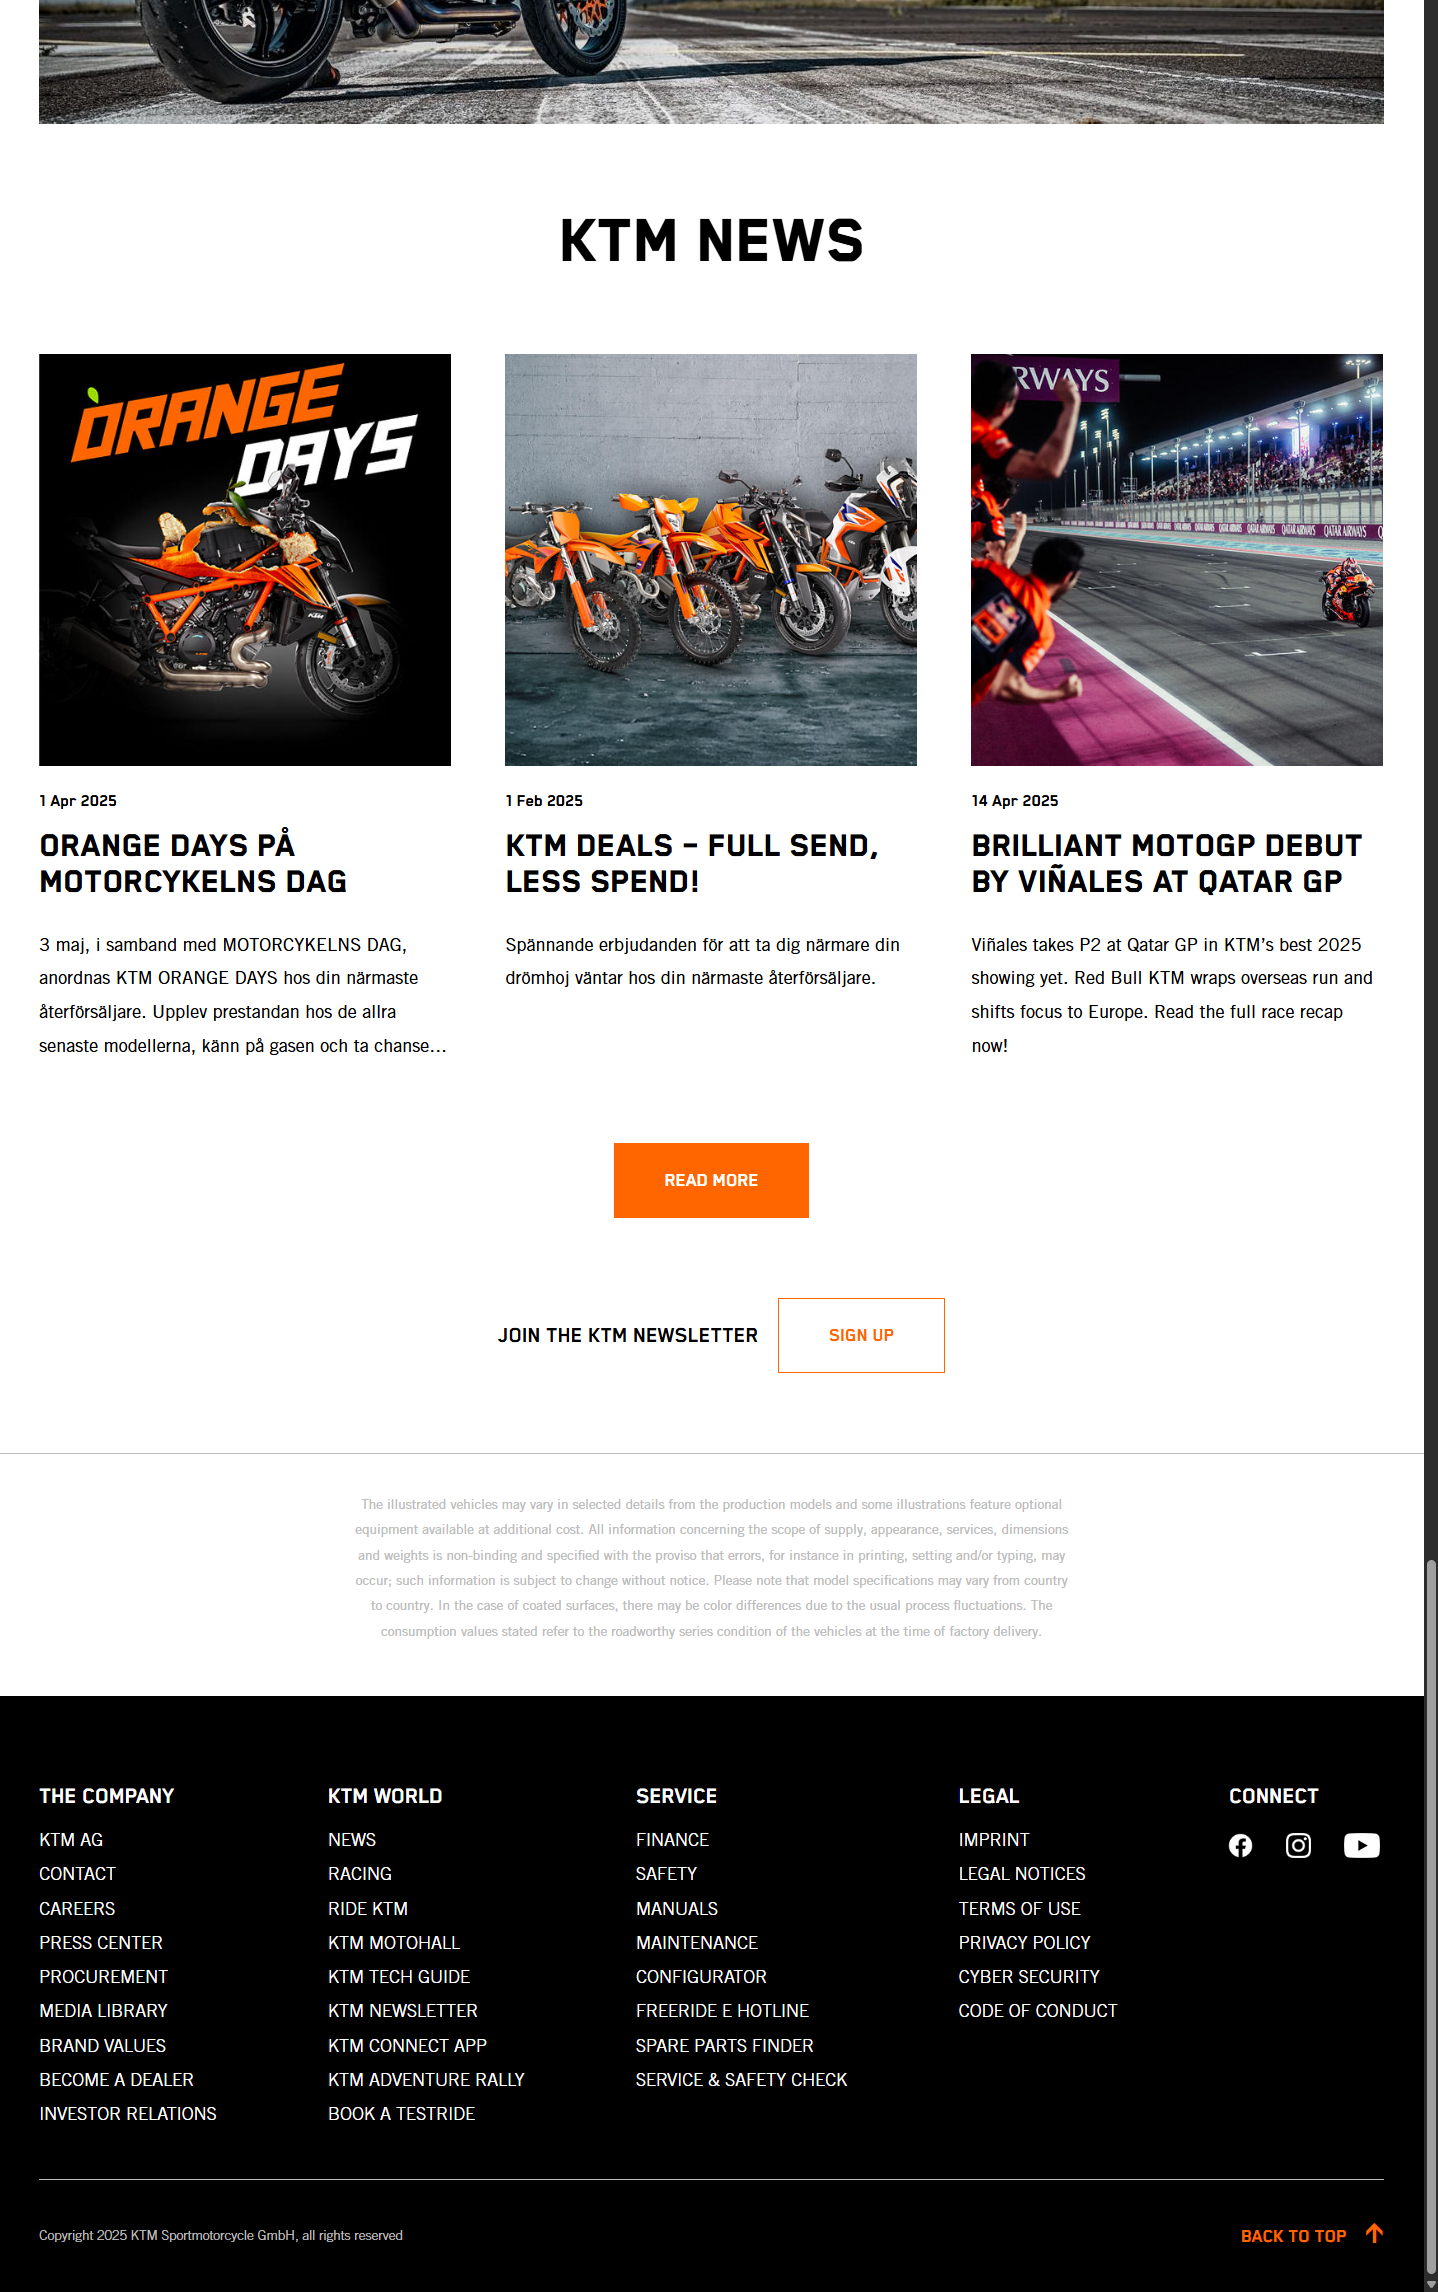 KTM NEWS
ORANGE
DAYS
RWAYS
QATAR AIRWAYS
1 Apr 2025
ORANGE DAYS PÅ
MOTORCYKELNS DAG
3 maj, i samband med MOTORCYKELNS DAG,
anordnas KTM ORANGE DAYS hos din närmaste
återförsäljare. Upplev prestandan hos de allra
senaste modellerna, känn på gasen och ta chanse…
1 Feb 2025
KTM DEALS – FULL SEND,
LESS SPEND!
Spännande erbjudanden för att ta dig närmare din
drömhoj väntar hos din närmaste återförsäljare.
14 Apr 2025
BRILLIANT MOTOGP DEBUT
BY VIÑALES AT QATAR GP
Viñales takes P2 at Qatar GP in KTM’s best 2025
showing yet. Red Bull KTM wraps overseas run and
shifts focus to Europe. Read the full race recap
now!
READ MORE
JOIN THE KTM NEWSLETTER
SIGN UP
The illustrated vehicles may vary in selected details from the production models and some illustrations feature optional
equipment available at additional cost. All information concerning the scope of supply, appearance, services, dimensions
and weights is non-binding and specified with the proviso that errors, for instance in printing, setting and/or typing, may
occur; such information is subject to change without notice. Please note that model specifications may vary from country
to country. In the case of coated surfaces, there may be color differences due to the usual process fluctuations. The
consumption values stated refer to the roadworthy series condition of the vehicles at the time of factory delivery.
THE COMPANY
KTM AG
CONTACT
CAREERS
PRESS CENTER
PROCUREMENT
MEDIA LIBRARY
BRAND VALUES
BECOME A DEALER
INVESTOR RELATIONS
KTM WORLD
NEWS
RACING
RIDE KTM
KTM MOTOHALL
KTM TECH GUIDE
KTM NEWSLETTER
KTM CONNECT APP
KTM ADVENTURE RALLY
BOOK A TESTRIDE
SERVICE
FINANCE
SAFETY
MANUALS
MAINTENANCE
CONFIGURATOR
FREERIDE E HOTLINE
SPARE PARTS FINDER
SERVICE & SAFETY CHECK
LEGAL
IMPRINT
LEGAL NOTICES
TERMS OF USE
PRIVACY POLICY
CYBER SECURITY
CODE OF CONDUCT
CONNECT
Copyright 2025 KTM Sportmotorcycle GmbH, all rights reserved
BACK TO TOP